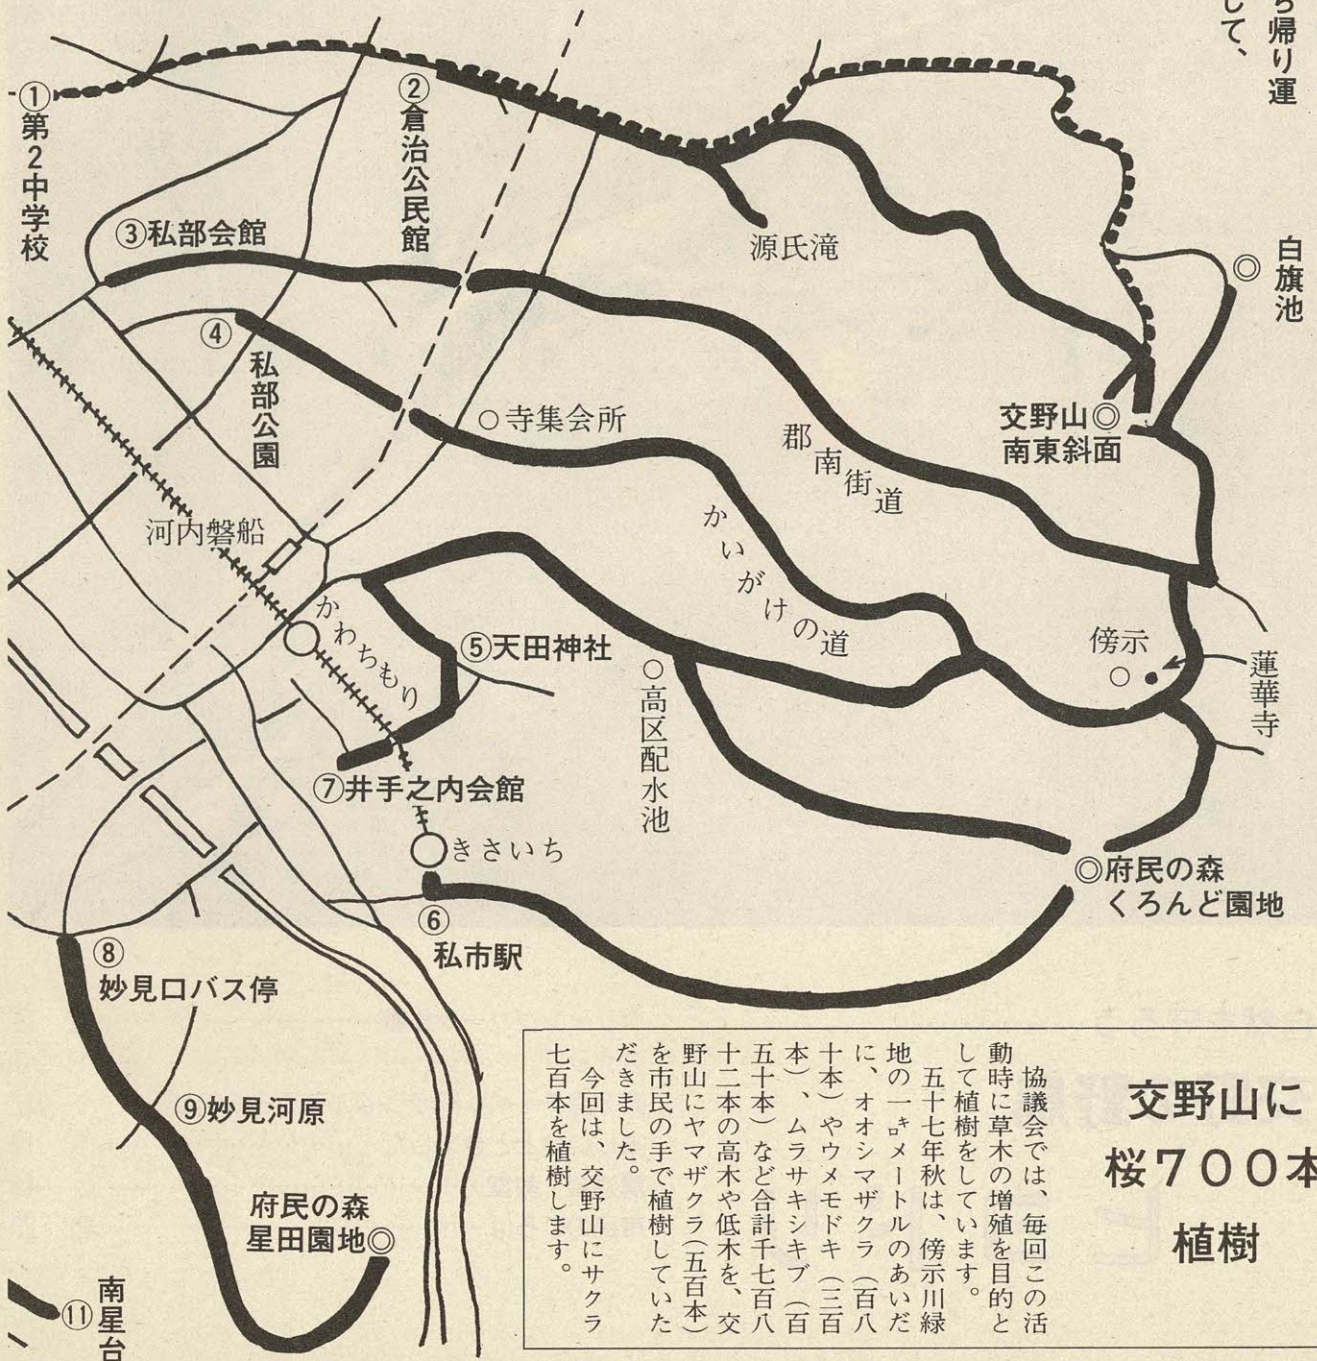 ち帰り運
して、
①第2中学校
②倉治公民館
③私部会館
④
私部公園
源氏滝
白旗池
◎
○寺集会所
郡南街道
交野山◎
南東斜面
かいがけの道
河内磐船
かわちもり
⑤天田神社
○高区配水池
傍示
○
蓮華寺
⑦井手之内会館
きさいち
⑥
私市駅
◎府民の森
くろんど園地
⑧
妙見口バス停
⑨妙見河原
府民の森
星田園地◎
⑪南星台
交野山に
桜700本
植樹
協議会では、毎回この活
動時に草木の増殖を目的と
して植樹をしています。
五十七年秋は、傍示川緑
地の一キロメートルのあいだ
に、オオシマザクラ（百八
十本）やウメモドキ（三百
本）、ムラサキシキブ（百
五十本）など合計千七百八
十二本の高木や低木を、交
野山にヤマザクラ（五百本）
を市民の手で植樹していた
だきました。
今回は、交野山にサクラ
七百本を植樹します。